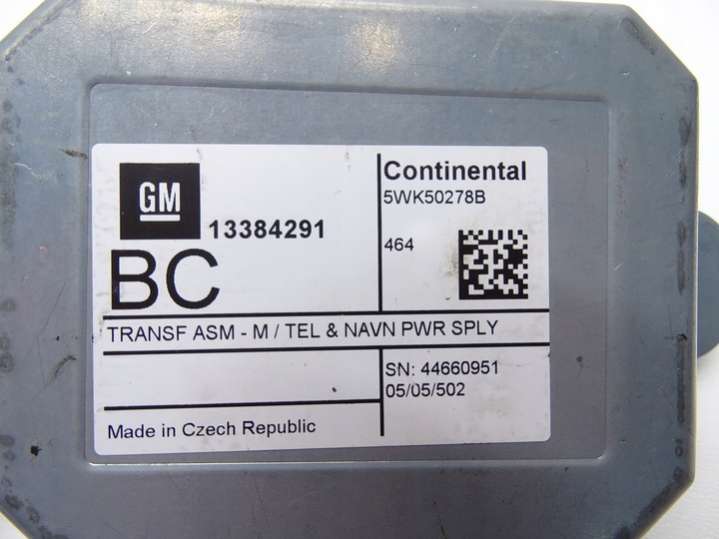 GM
13384291
BC
Continental
5WK50278B
464
TRANSF ASM - M / TEL & NAVN PWR SPLY
SN: 44660951
05/05/502
Made in Czech Republic